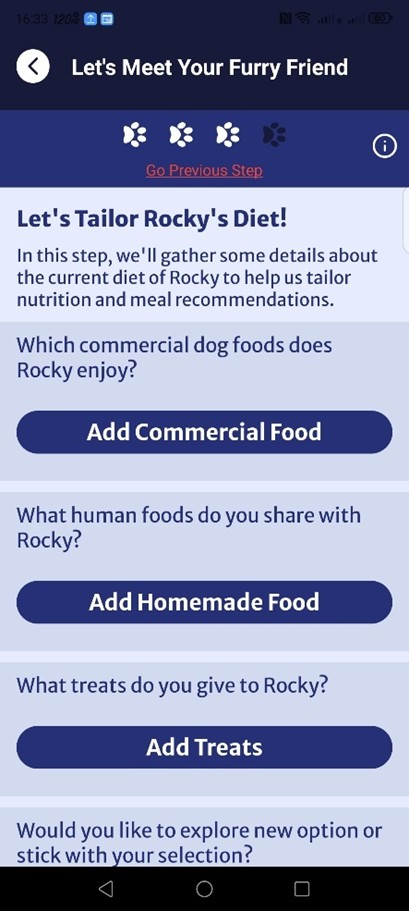 16:33
Let's Meet Your Furry Friend
Go Previous Step
Let's Tailor Rocky's Diet!
In this step, we'll gather some details about
the current diet of Rocky to help us tailor
nutrition and meal recommendations.
Which commercial dog foods does
Rocky enjoy?
Add Commercial Food
What human foods do you share with
Rocky?
Add Homemade Food
What treats do you give to Rocky?
Add Treats
Would you like to explore new option or
stick with your selection?